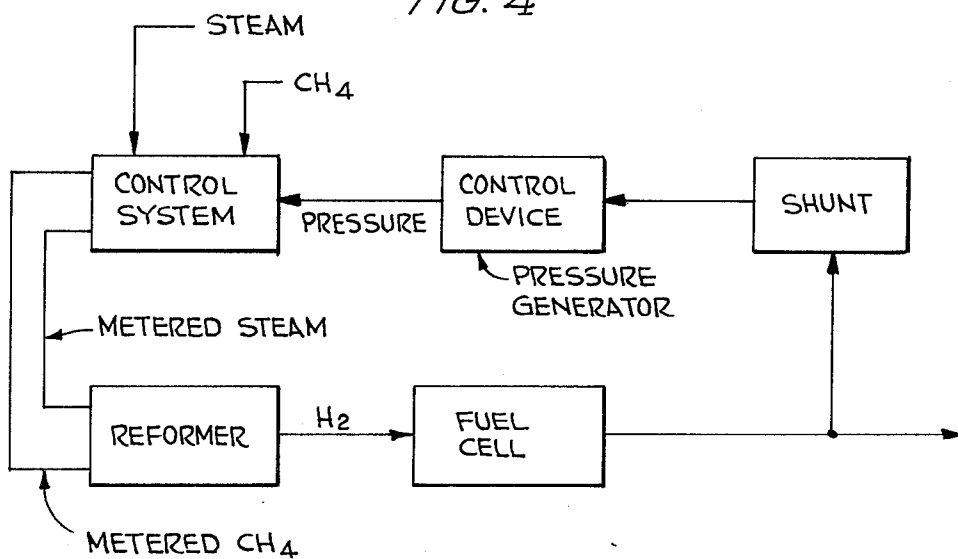 FIG. 4
STEAM
CH4
CONTROL
SYSTEM
PRESSURE
CONTROL
DEVICE
SHUNT
PRESSURE
GENERATOR
METERED STEAM
REFORMER
H2
FUEL
CELL
METERED CH4